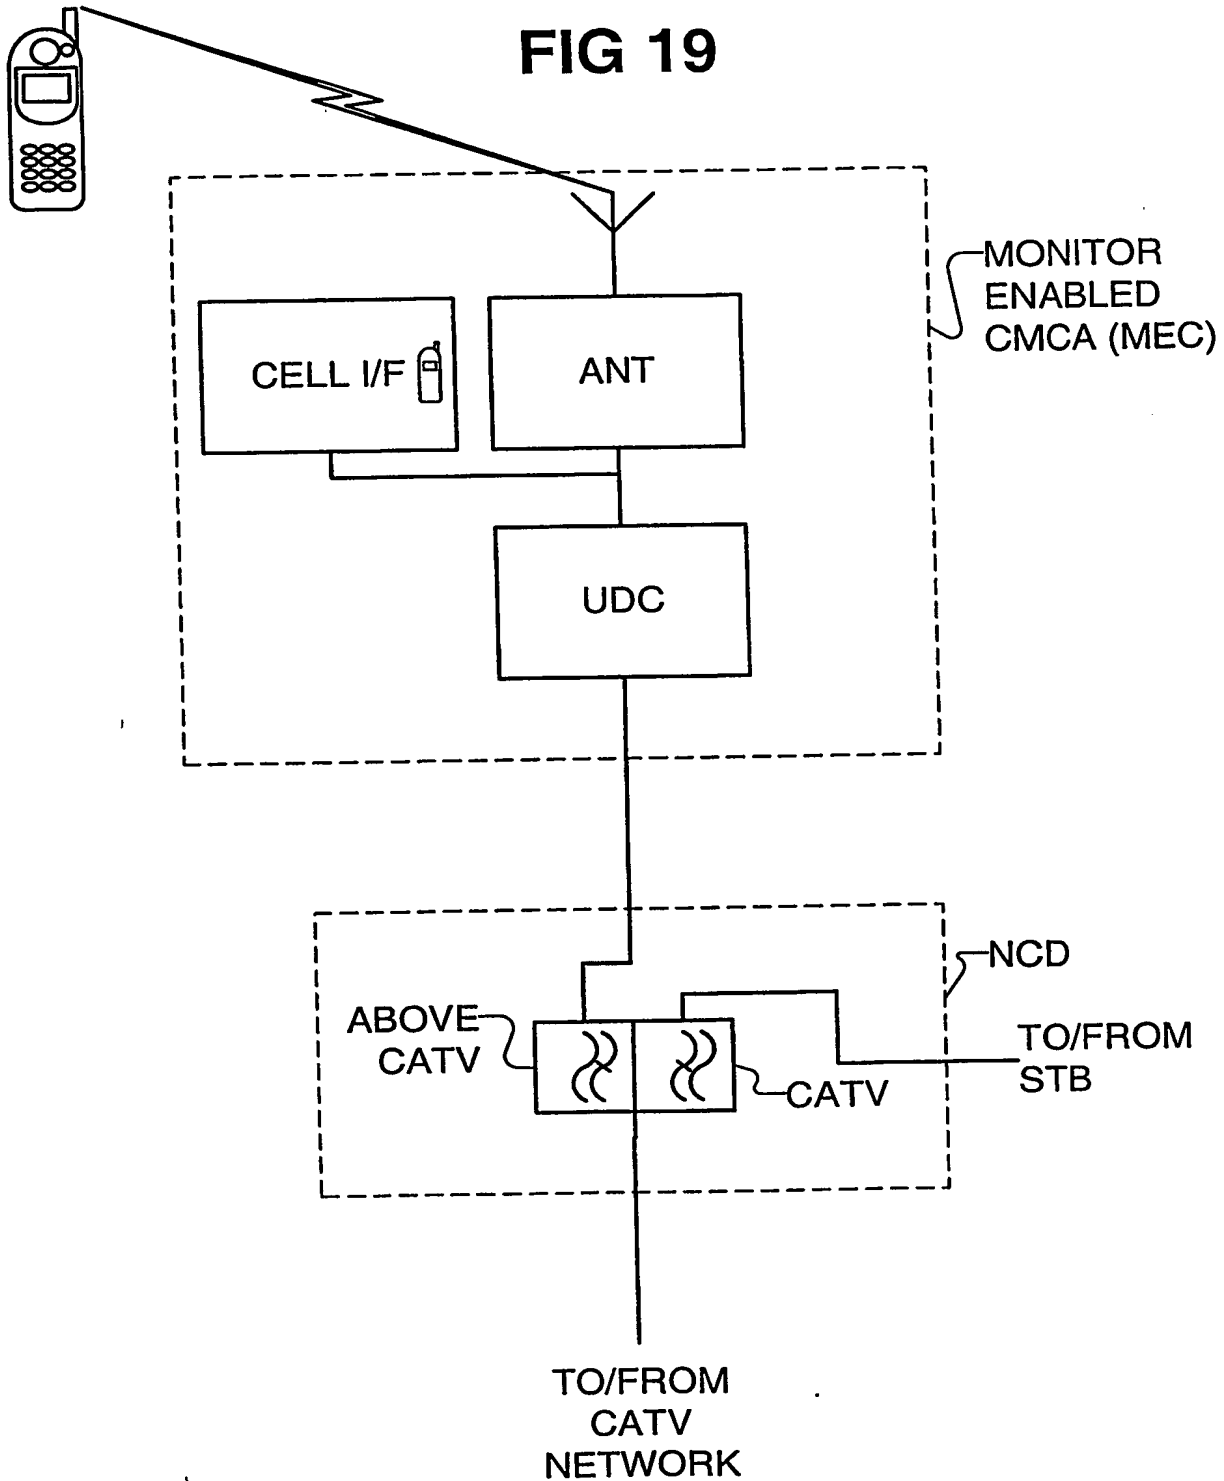 FIG 19
MONITOR
ENABLED
CMCA (MEC)
CELL I/F
ANT
UDC
NCD
ABOVE
CATV
CATV
TO/FROM
STB
TO/FROM
CATV
NETWORK